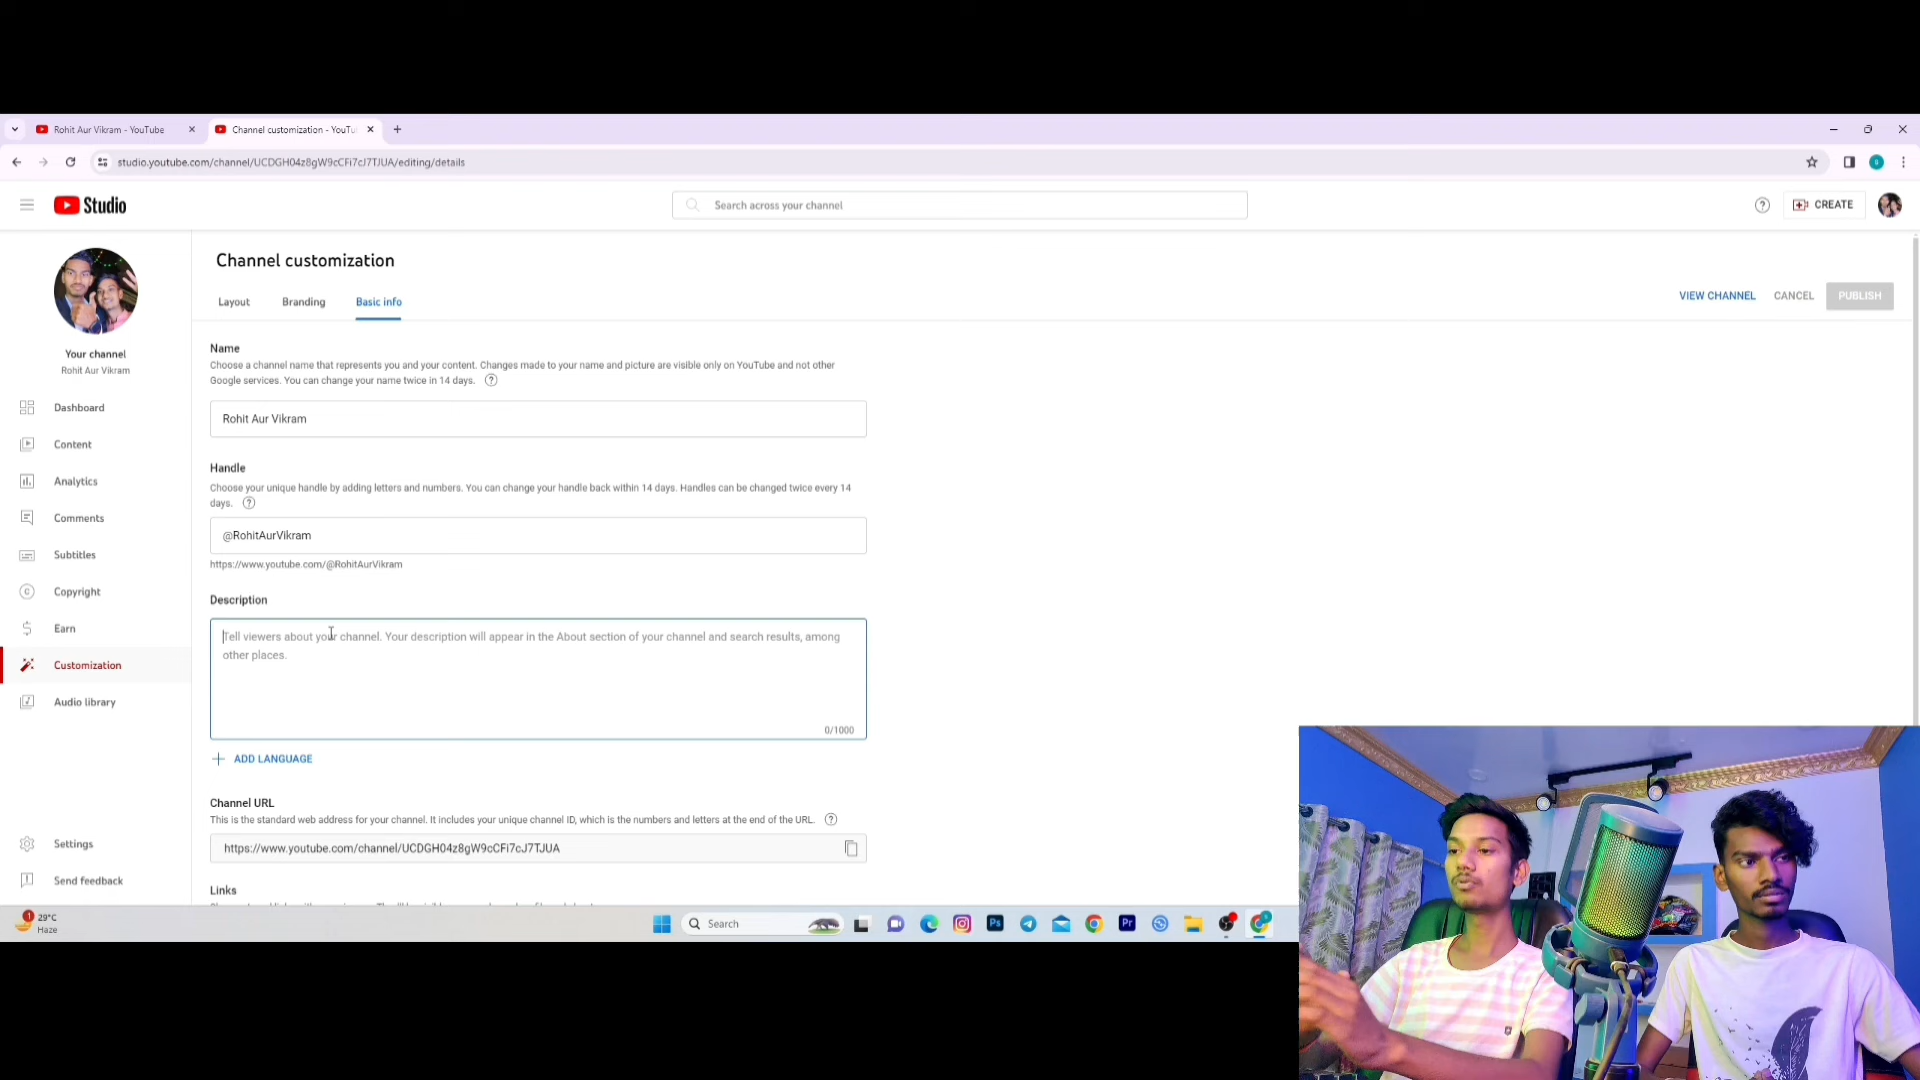 Rohit Aur Vikram - YouTube
Channel customization - YouTu
studio.youtube.com/channel/UCDGH04z8gW9cCFi7cJ7TJUA/editing/details
Studio
Search across your channel
CREATE
Channel customization
Layout
Branding
Basic info
VIEW CHANNEL
CANCEL
PUBLISH
Your channel
Rohit Aur Vikram
Dashboard
Content
Analytics
Comments
Subtitles
Copyright
Earn
Customization
Audio library
Settings
Send feedback
Name
Choose a channel name that represents you and your content. Changes made to your name and picture are visible only on YouTube and not other
Google services. You can change your name twice in 14 days.
Rohit Aur Vikram
Handle
Choose your unique handle by adding letters and numbers. You can change your handle back within 14 days. Handles can be changed twice every 14
days.
@RohitAurVikram
https://www.youtube.com/@RohitAurVikram
Description
Tell viewers about your channel. Your description will appear in the About section of your channel and search results, among
other places.
0/1000
ADD LANGUAGE
Channel URL
This is the standard web address for your channel. It includes your unique channel ID, which is the numbers and letters at the end of the URL.
https://www.youtube.com/channel/UCDGH04z8gW9cCFi7cJ7TJUA
Links
1
29°C
Haze
Search
Ps
Pr